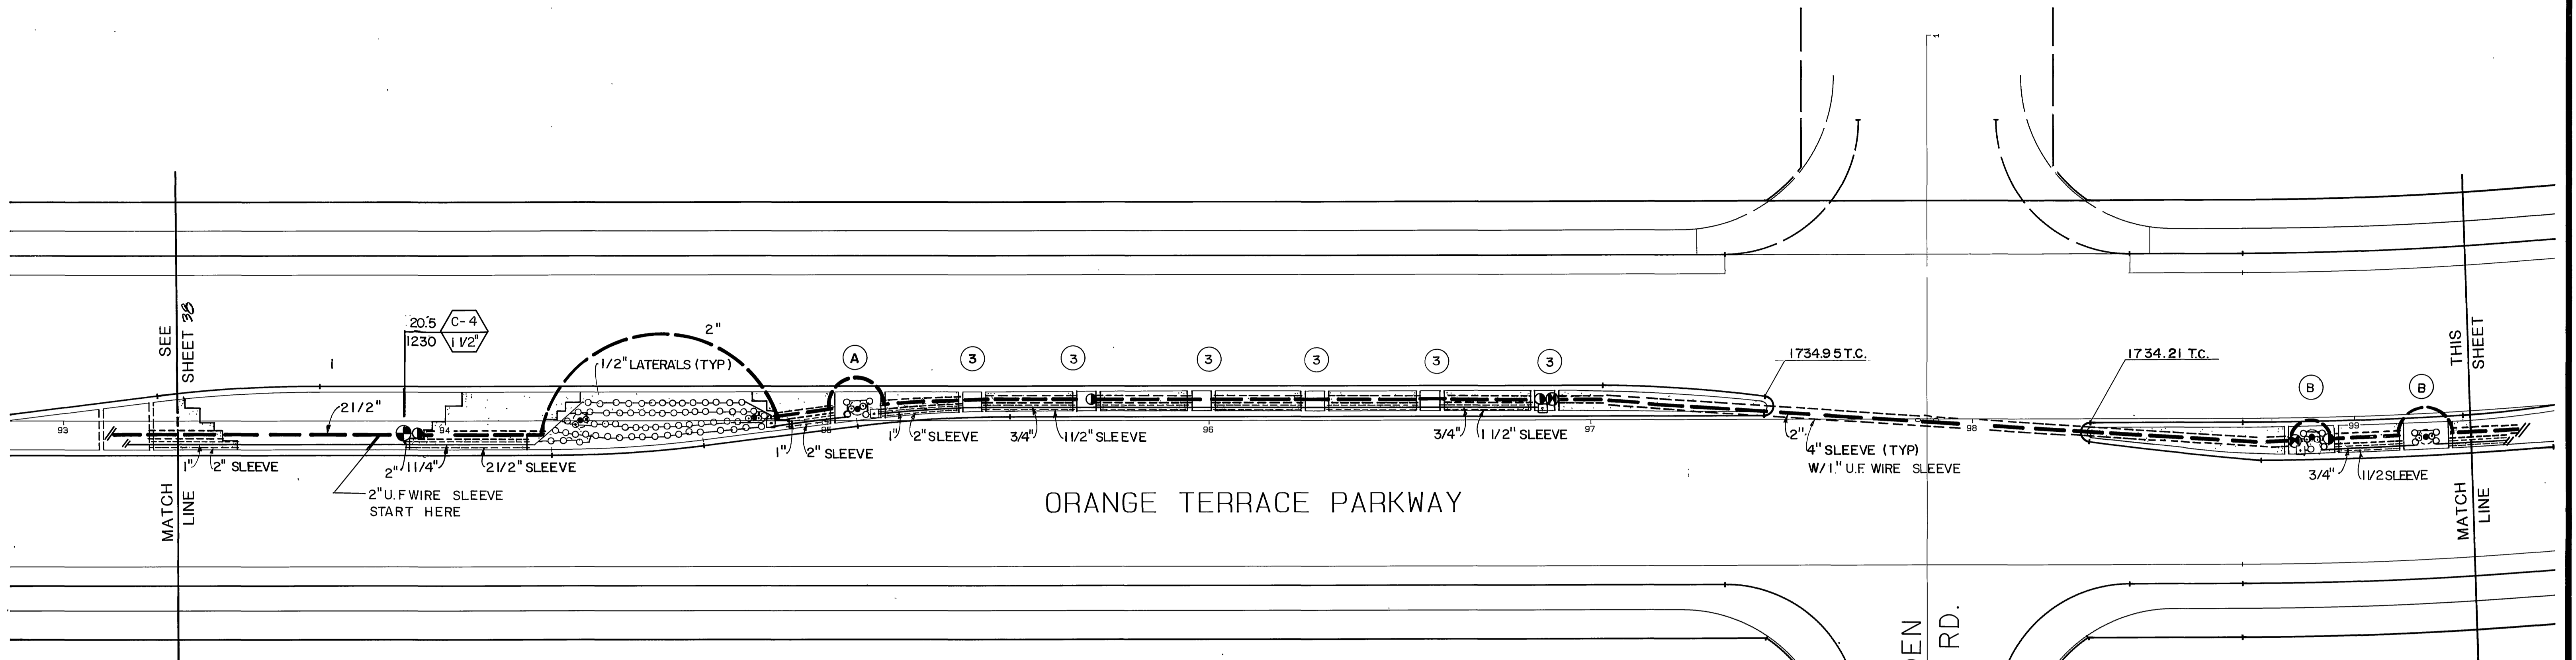 1
SEE
SHEET 38
MATCH
LINE
20.5
1230
C-4
1 1/2"
1
2 1/2"
2"
1/2" LATERALS (TYP)
A
3
3
3
3
3
3
1734.95 T.C.
1734.21 T.C.
B
B
THIS
SHEET
MATCH
LINE
93
94
95
96
97
98
99
1"
2" SLEEVE
2"
1 1/4"
2 1/2" SLEEVE
2" U.F WIRE SLEEVE
START HERE
1"
2" SLEEVE
1"
2" SLEEVE
3/4"
1 1/2" SLEEVE
3/4"
1 1/2" SLEEVE
2"
4" SLEEVE (TYP)
W/1" U.F. WIRE SLEEVE
3/4"
1 1/2 SLEEVE
ORANGE TERRACE PARKWAY
DEN
RD.